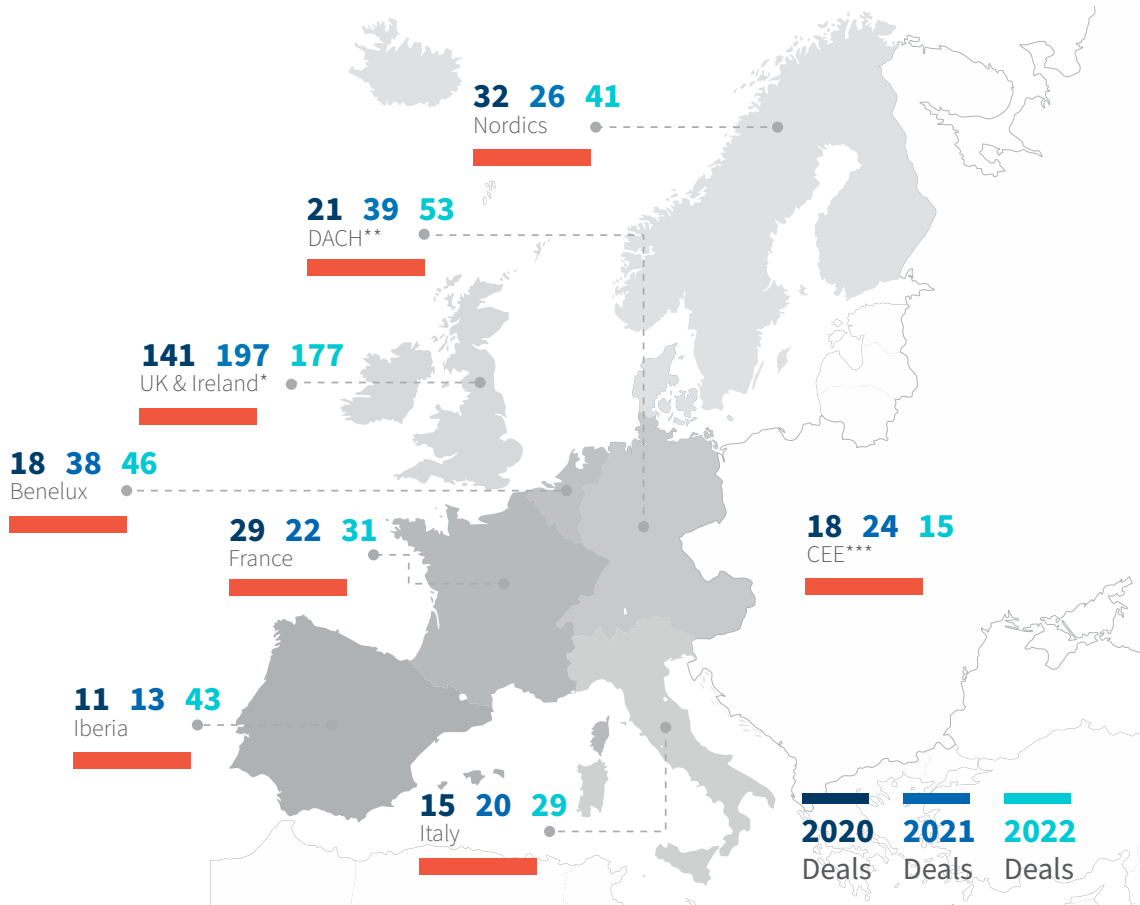 32 26 41
Nordics
21 39 53
DACH**
141 197 177
UK & Ireland*
18 38 46
Benelux
29 22 31
France
18 24 15
CEE***
11 13 43
Iberia
15 20 29
Italy
2020 2021 2022
Deals Deals Deals